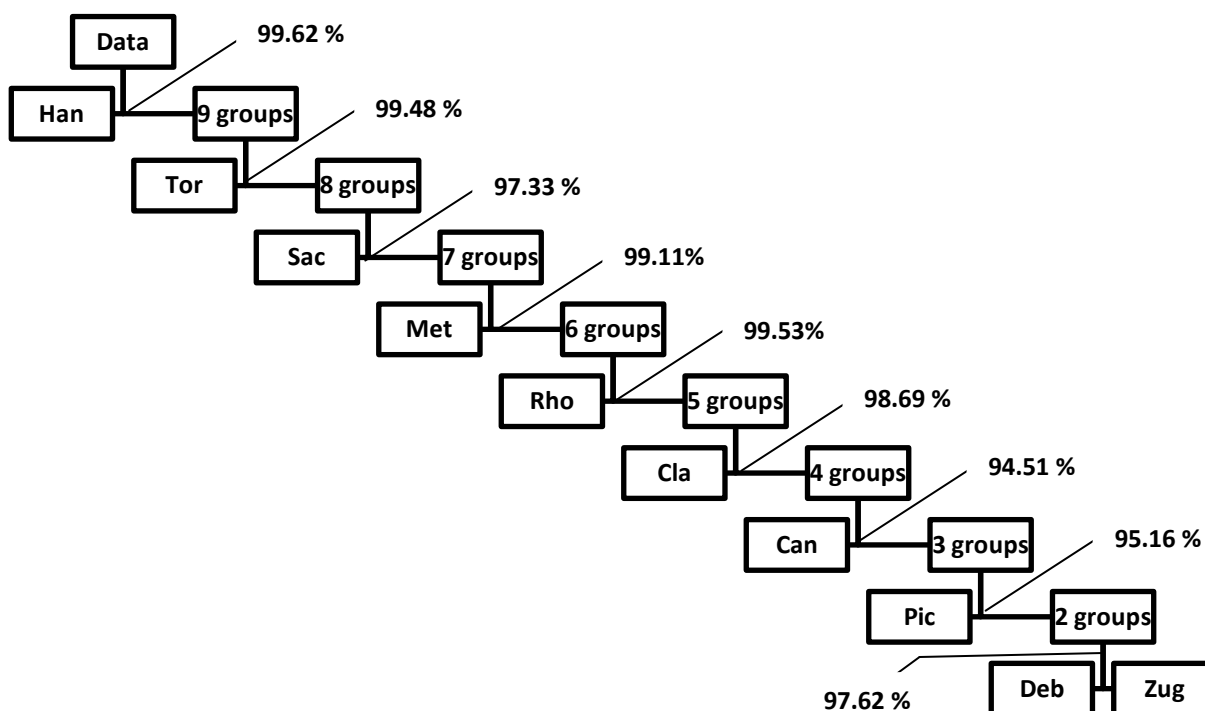 99.62 %
Data
Han
9 groups
99.48 %
Tor
8 groups
97.33 %
Sac
7 groups
99.11%
Met
6 groups
99.53%
Rho
5 groups
98.69 %
Cla
4 groups
94.51 %
Can
3 groups
95.16 %
Pic
2 groups
97.62 %
Deb
Zug